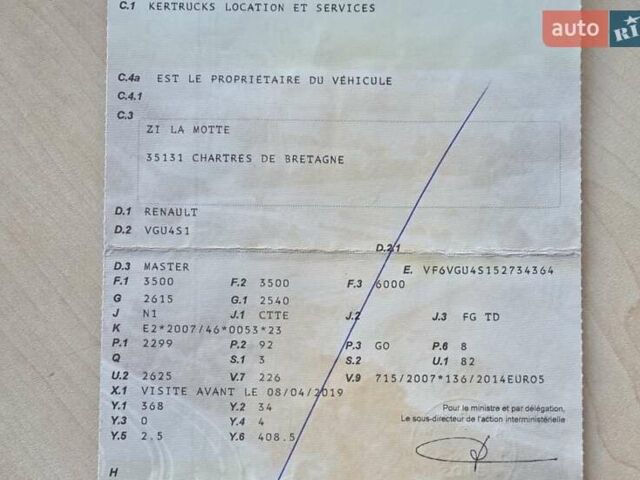 C.1 KERTRUCKS LOCATION ET SERVICES
auto RI
C.4a EST LE PROPRIÉTAIRE DU VÉHICULE
C.4.1
C.3
ZI LA MOTTE
35131 CHARTRES DE BRETAGNE
D.1 RENAULT
D.2 VGU4S1
D.2.1
D.3 MASTER E. VF6VGU4S152734364
F.1 3500 F.2 3500 F.3 6000
G 2615 G.1 2540
J N1 J.1 CTTE J.2 J.3 FG TD
K E2*2007/46*0053*23
P.1 2299 P.2 92 P.3 GO P.6 8
Q S.1 3 S.2 U.1 82
U.2 2625 V.7 226 V.9 715/2007*136/2014EURO5
X.1 VISITE AVANT LE 08/04/2019
Y.1 368 Y.2 34 Pour le ministre et par délégation,
Y.3 0 Y.4 4 Le sous-directeur de l'action interministérielle
Y.5 2.5 Y.6 408.5
H